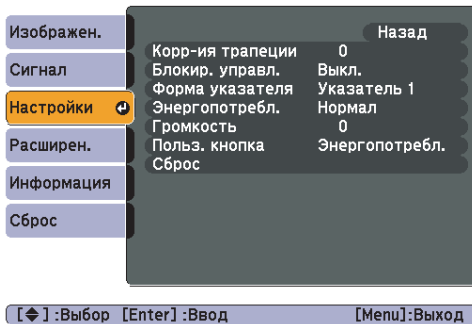 Изображен.
Сигнал
Настройки
Расширен.
Информация
Сброс
Назад
Корр-ия трапеции 0
Блокир. управл. Выкл.
Форма указателя Указатель 1
Энергопотребл. Нормал
Громкость 0
Польз. кнопка Энергопотребл.
Сброс
[◆] :Выбор [Enter] :Ввод [Menu]:Выход